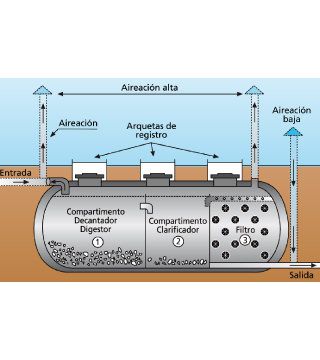 Aireación alta
Aireación
baja
Aireación
Arquetas de
registro
Entrada
Compartimento
Decantador
Digestor
1
Compartimento
Clarificador
2
Filtro
3
Salida